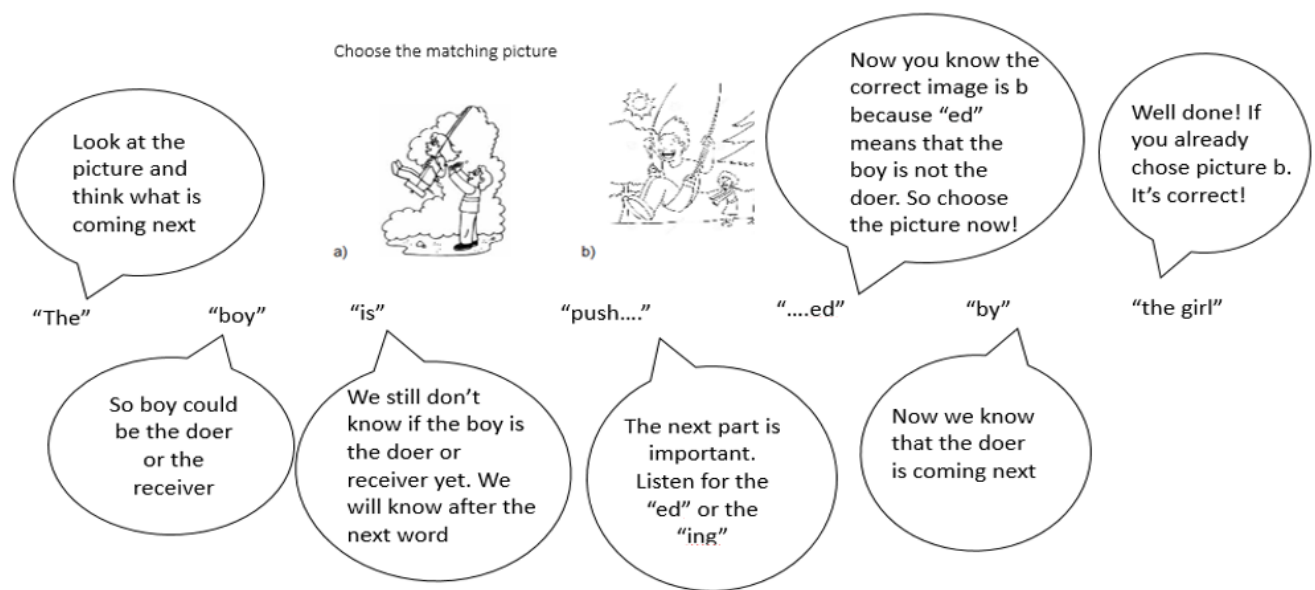 Choose the matching picture
Look at the
picture and
think what is
coming next
a)
b)
Now you know the
correct image is b
because “ed”
means that the
boy is not the
doer. So choose
the picture now!
Well done! If
you already
chose picture b.
It’s correct!
“The” “boy” “is” “push....” “....ed” “by” “the girl”
So boy could
be the doer
or the
receiver
We still don’t
know if the boy is
the doer or
receiver yet. We
will know after the
next word
The next part is
important.
Listen for the
“ed” or the
“ing”
Now we know
that the doer
is coming next